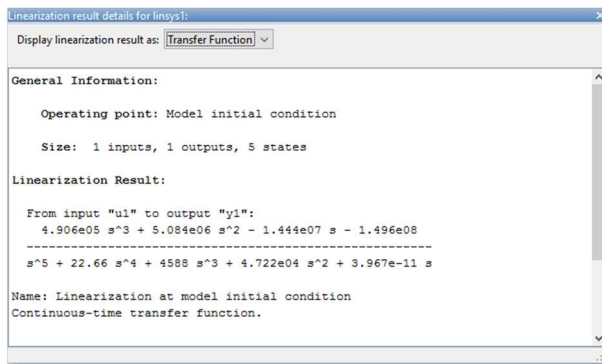 Linearization result details for linsys1:
Display linearization result as: Transfer Function
General Information:
Operating point: Model initial condition
Size: 1 inputs, 1 outputs, 5 states
Linearization Result:
From input "u1" to output "y1":
4.906e05 s^3 + 5.084e06 s^2 - 1.444e07 s - 1.496e08
-----------------------------------------------------
s^5 + 22.66 s^4 + 4588 s^3 + 4.722e04 s^2 + 3.967e-11 s
Name: Linearization at model initial condition
Continuous-time transfer function.